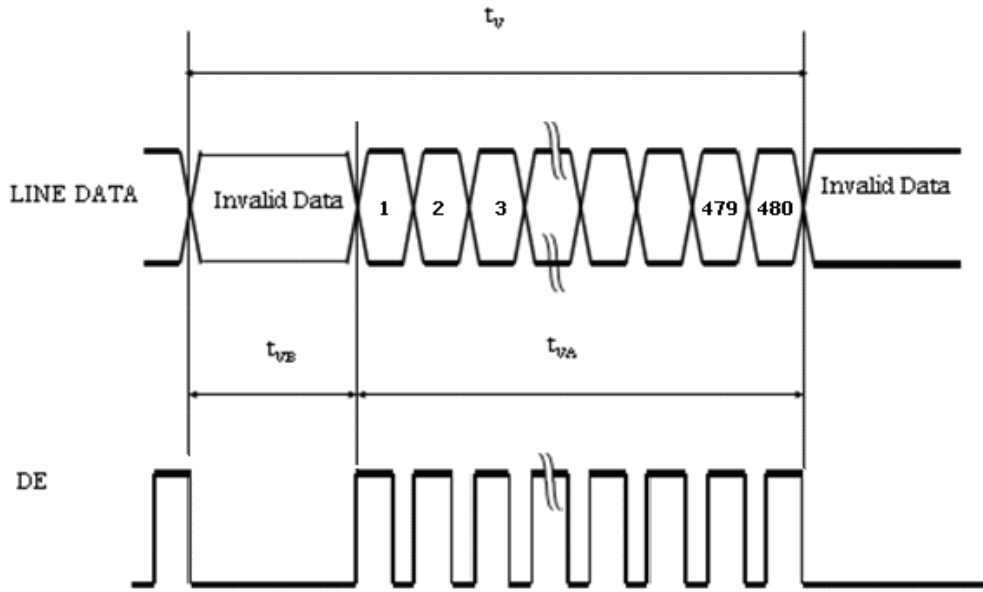 tv
LINE DATA
Invalid Data
1
2
3
479
480
Invalid Data
tVB
tVA
DE